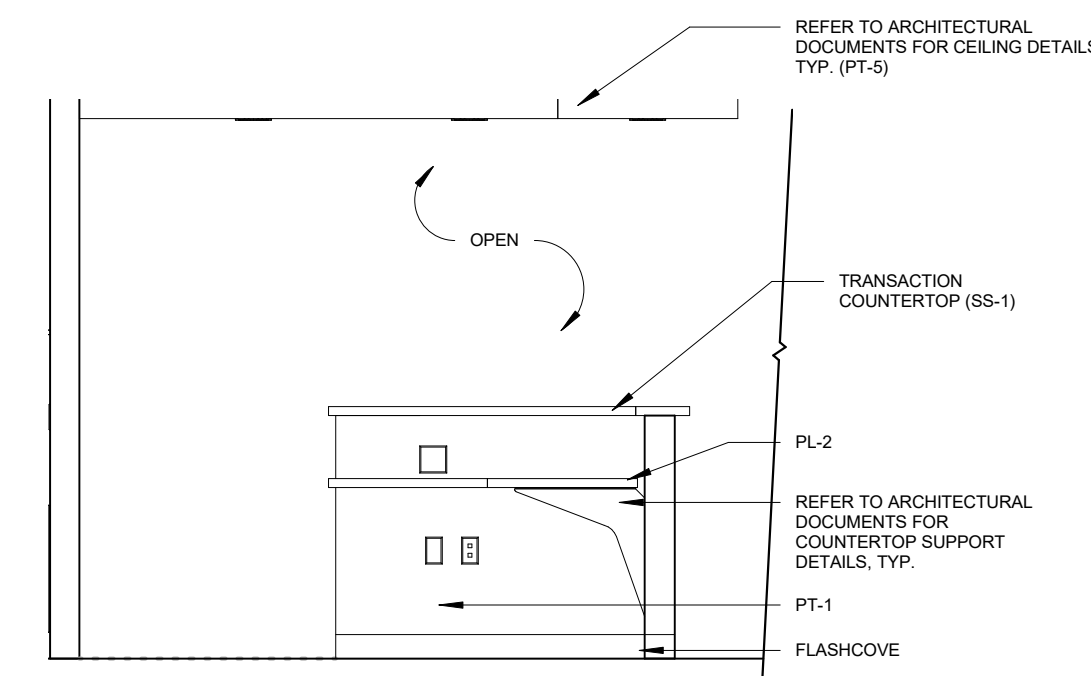 REFER TO ARCHITECTURAL
DOCUMENTS FOR CEILING DETAILS
TYP. (PT-5)
OPEN
TRANSACTION
COUNTERTOP (SS-1)
PL-2
REFER TO ARCHITECTURAL
DOCUMENTS FOR
COUNTERTOP SUPPORT
DETAILS, TYP.
PT-1
FLASHCOVE